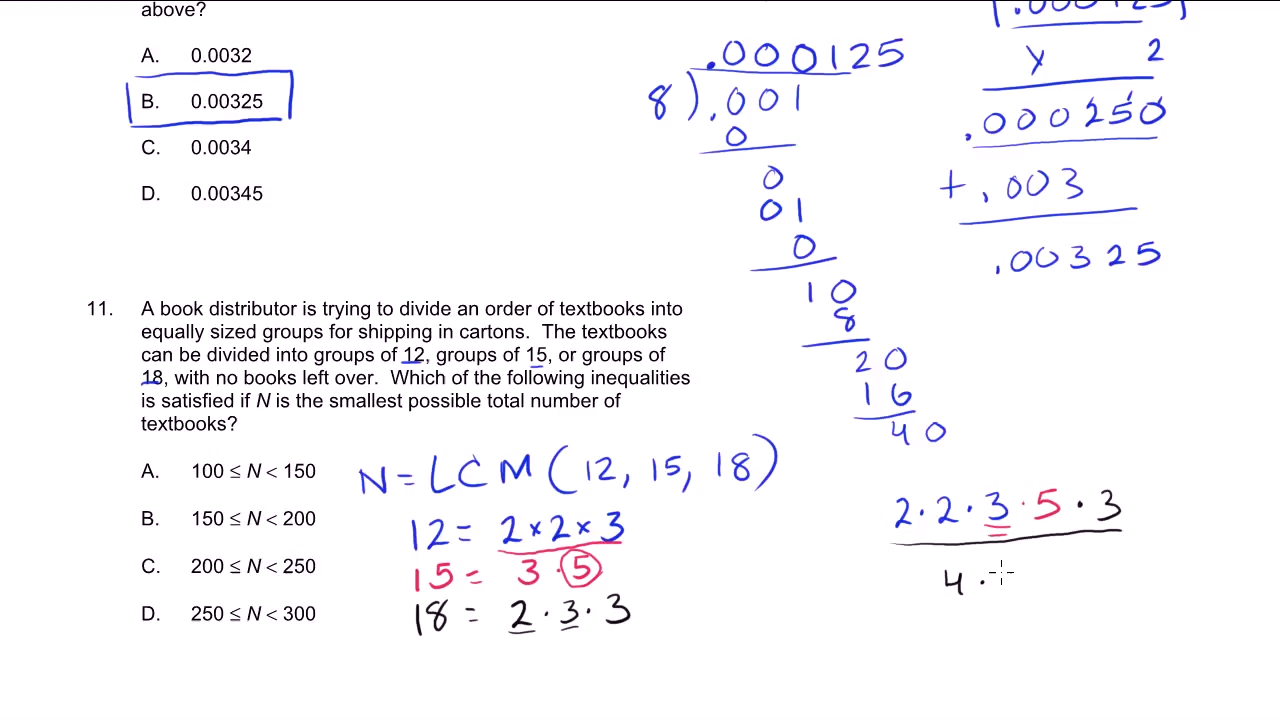 above?
A. 0.0032
B. 0.00325
C. 0.0034
D. 0.00345
.000125
8 ) .001
0
0
01
0
10
8
20
16
40
× 2
.000250
+ .003
.00325
11. A book distributor is trying to divide an order of textbooks into
equally sized groups for shipping in cartons. The textbooks
can be divided into groups of 12, groups of 15, or groups of
18, with no books left over. Which of the following inequalities
is satisfied if N is the smallest possible total number of
textbooks?
A. 100 ≤ N < 150
B. 150 ≤ N < 200
C. 200 ≤ N < 250
D. 250 ≤ N < 300
N = LCM (12, 15, 18)
12 = 2 × 2 × 3
15 = 3 · 5
18 = 2 · 3 · 3
2 · 2 · 3 · 5 · 3
4 ·